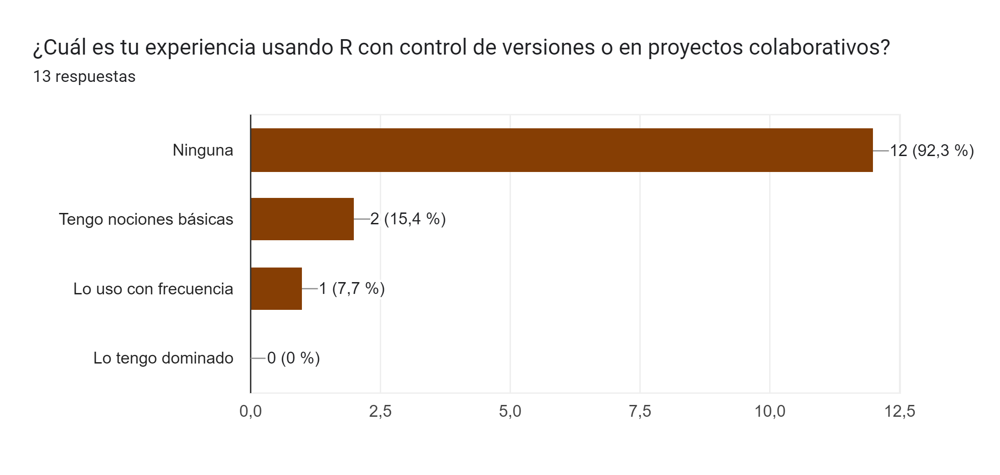 ¿Cuál es tu experiencia usando R con control de versiones o en proyectos colaborativos?
13 respuestas
Ninguna
12 (92,3 %)
Tengo nociones básicas
2 (15,4 %)
Lo uso con frecuencia
1 (7,7 %)
Lo tengo dominado
0 (0 %)
0,0 2,5 5,0 7,5 10,0 12,5